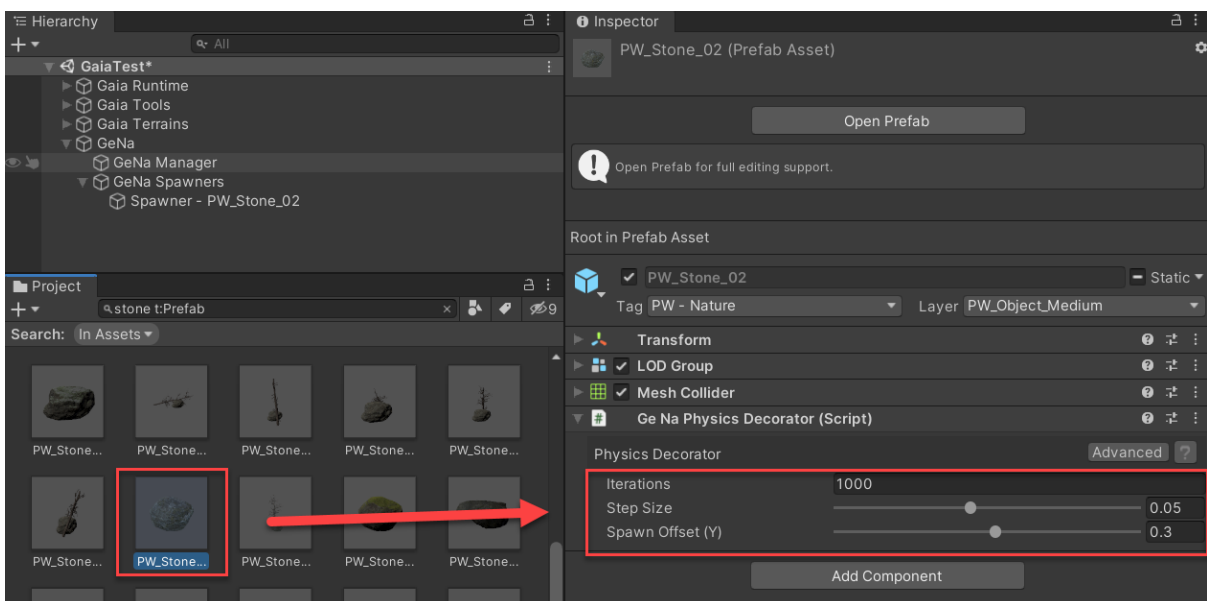 Hierarchy
All
GaiaTest*
Gaia Runtime
Gaia Tools
Gaia Terrains
GeNa
GeNa Manager
GeNa Spawners
Spawner - PW_Stone_02
Project
stone t:Prefab
9
Search: In Assets
PW_Stone... PW_Stone... PW_Stone... PW_Stone... PW_Stone...
PW_Stone... PW_Stone... PW_Stone... PW_Stone... PW_Stone...
Inspector
PW_Stone_02 (Prefab Asset)
Open Prefab
Open Prefab for full editing support.
Root in Prefab Asset
PW_Stone_02 Static
Tag PW - Nature Layer PW_Object_Medium
Transform
LOD Group
Mesh Collider
# Ge Na Physics Decorator (Script)
Physics Decorator Advanced ?
Iterations 1000
Step Size 0.05
Spawn Offset (Y) 0.3
Add Component